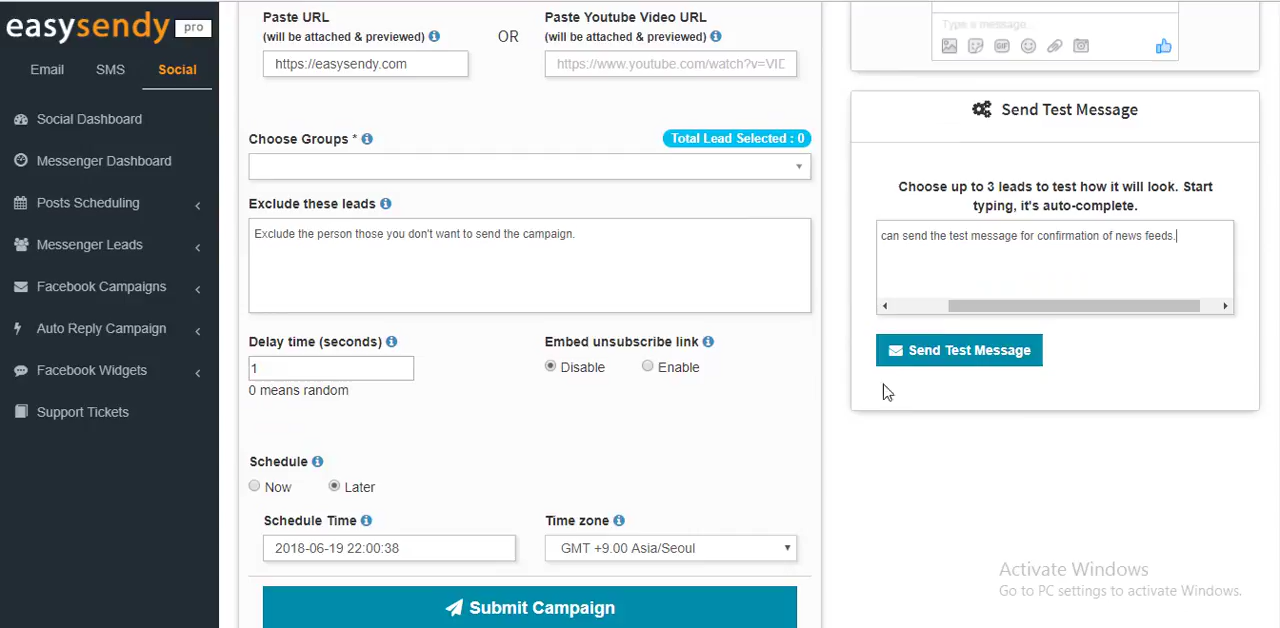 easysendy pro
Email SMS Social
Social Dashboard
Messenger Dashboard
Posts Scheduling
Messenger Leads
Facebook Campaigns
Auto Reply Campaign
Facebook Widgets
Support Tickets
Paste URL
(will be attached & previewed)
https://easysendy.com
OR
Paste Youtube Video URL
(will be attached & previewed)
https://www.youtube.com/watch?v=VID
Choose Groups *
Total Lead Selected : 0
Exclude these leads
Exclude the person those you don't want to send the campaign.
Delay time (seconds)
1
0 means random
Embed unsubscribe link
Disable Enable
Schedule
Now Later
Schedule Time
2018-06-19 22:00:38
Time zone
GMT +9.00 Asia/Seoul
Submit Campaign
Type a message...
GIF
Send Test Message
Choose up to 3 leads to test how it will look. Start
typing, it's auto-complete.
can send the test message for confirmation of news feeds.
Send Test Message
Activate Windows
Go to PC settings to activate Windows.